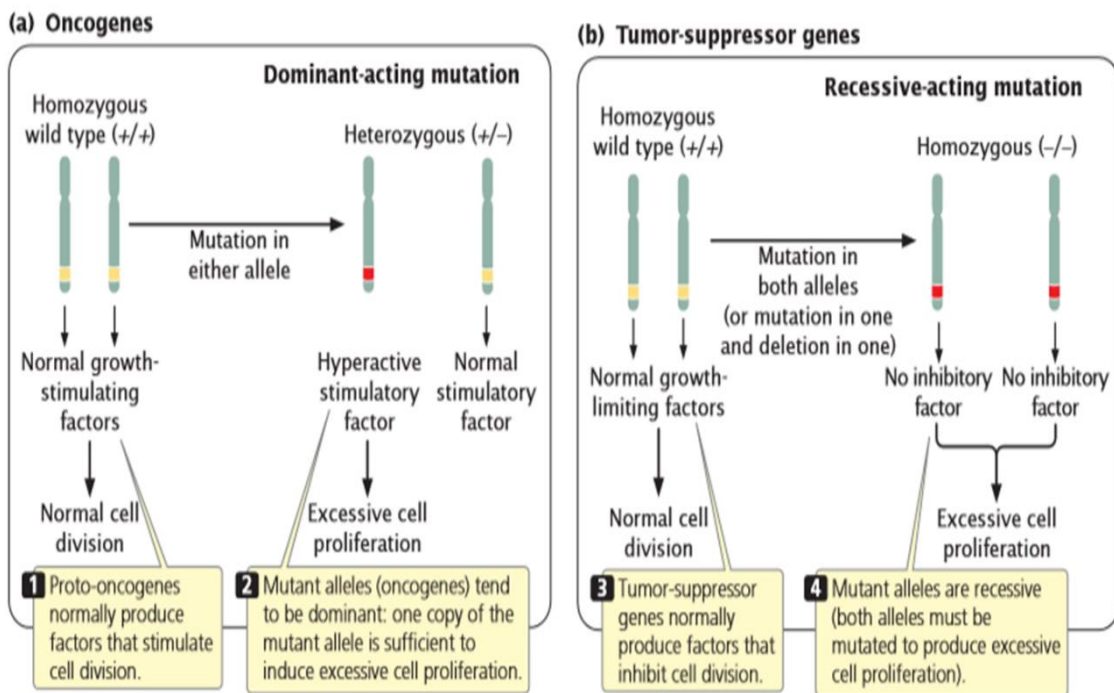 (a) Oncogenes
Dominant-acting mutation
Homozygous
wild type (+/+)
Heterozygous (+/–)
Mutation in
either allele
Normal growth-
stimulating
factors
Hyperactive
stimulatory
factor
Normal
stimulatory
factor
Normal cell
division
Excessive cell
proliferation
1 Proto-oncogenes
normally produce
factors that stimulate
cell division.
2 Mutant alleles (oncogenes) tend
to be dominant: one copy of the
mutant allele is sufficient to
induce excessive cell proliferation.
(b) Tumor-suppressor genes
Recessive-acting mutation
Homozygous
wild type (+/+)
Homozygous (–/–)
Mutation in
both alleles
(or mutation in one
and deletion in one)
Normal growth-
limiting factors
No inhibitory
factor
No inhibitory
factor
Normal cell
division
Excessive cell
proliferation
3 Tumor-suppressor
genes normally
produce factors that
inhibit cell division.
4 Mutant alleles are recessive
(both alleles must be
mutated to produce excessive
cell proliferation).